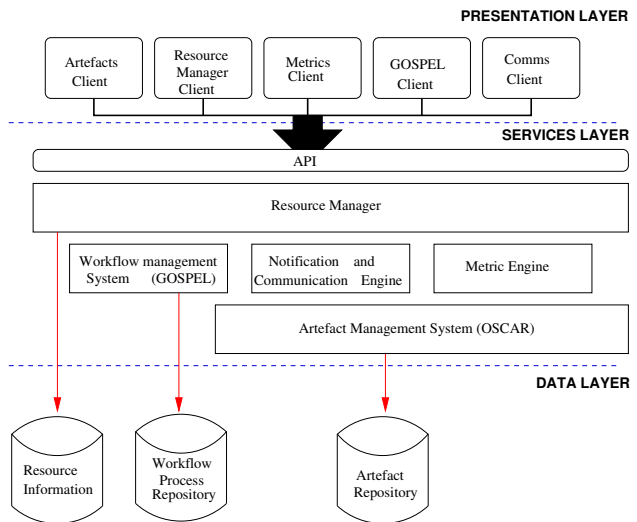 PRESENTATION LAYER
Artefacts
Client
Resource
Manager
Client
Metrics
Client
GOSPEL
Client
Comms
Client
SERVICES LAYER
API
Resource Manager
Workflow management
System (GOSPEL)
Notification and
Communication Engine
Metric Engine
Artefact Management System (OSCAR)
DATA LAYER
Resource
Information
Workflow
Process
Repository
Artefact
Repository